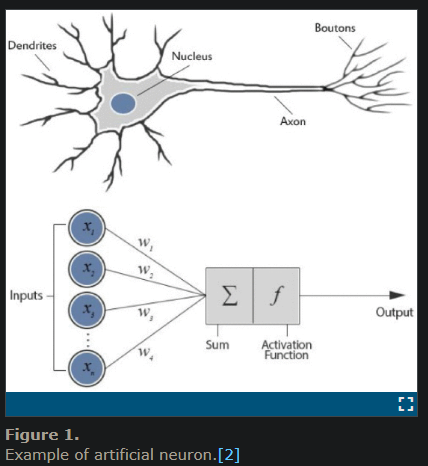 Boutons
Dendrites
Nucleus
Axon
x₁
w₁
x₂
w₂
Inputs
x₃
w₃
Σ
f
Output
w₄
Sum
Activation
Function
xₙ
Figure 1.
Example of artificial neuron.[2]